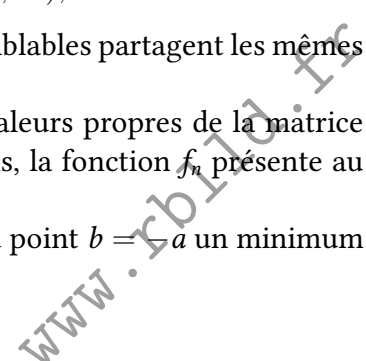 blables partagent les mêmes
aleurs propres de la matrice
s, la fonction fₙ présente au
point b = −a un minimum
www.rbild.fr